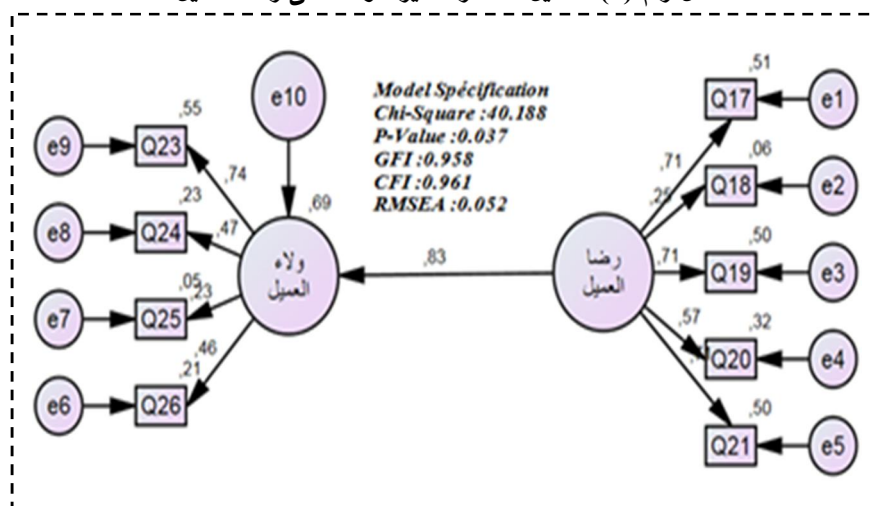 Model Spécification
Chi-Square :40.188
P-Value :0.037
GFI :0.958
CFI :0.961
RMSEA :0.052
e10
,69
ولاء
العميل
,83
رضا
العميل
e9
Q23
,55
,74
e8
Q24
,23
,47
e7
Q25
,05
,23
e6
Q26
,21
,46
,71
Q17
,51
e1
,25
Q18
,06
e2
,71
Q19
,50
e3
,57
Q20
,32
e4
Q21
,50
e5